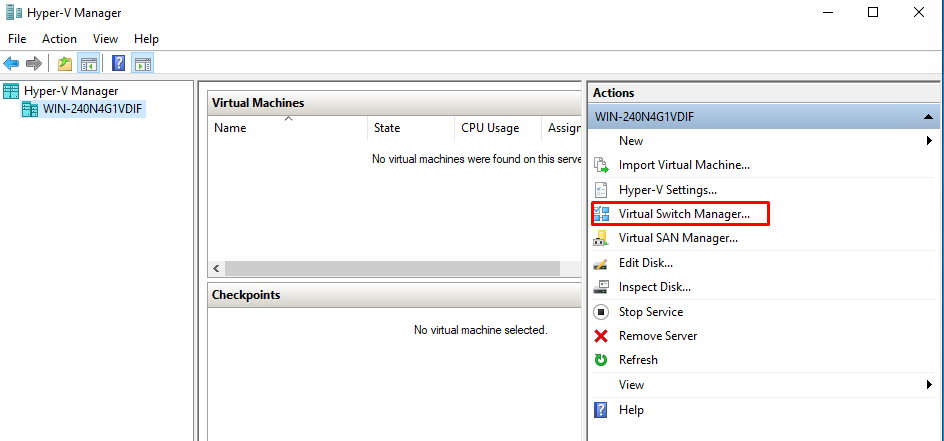 Hyper-V Manager
File Action View Help
Hyper-V Manager
WIN-240N4G1VDIF
Virtual Machines
Name State CPU Usage Assign
No virtual machines were found on this serve
Checkpoints
No virtual machine selected.
Actions
WIN-240N4G1VDIF
New
Import Virtual Machine...
Hyper-V Settings...
Virtual Switch Manager...
Virtual SAN Manager...
Edit Disk...
Inspect Disk...
Stop Service
Remove Server
Refresh
View
Help